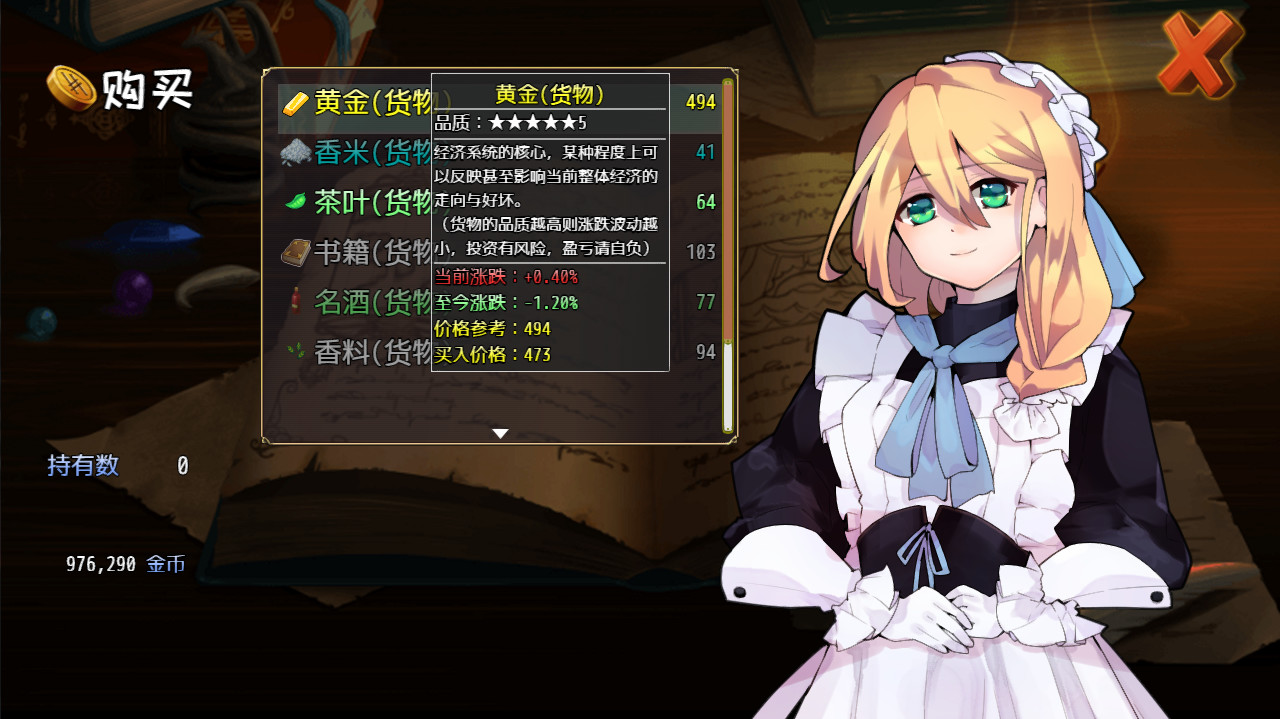 购买
黄金(货物) 494
香米(货物 41
茶叶(货物 64
书籍(货物 103
名酒(货物 77
香料(货物 94
黄金(货物)
品质：★★★★★5
经济系统的核心，某种程度上可
以反映甚至影响当前整体经济的
走向与好坏。
（货物的品质越高则涨跌波动越
小，投资有风险，盈亏请自负）
当前涨跌：+0.40%
至今涨跌：-1.20%
价格参考：494
买入价格：473
持有数 0
976,290 金币